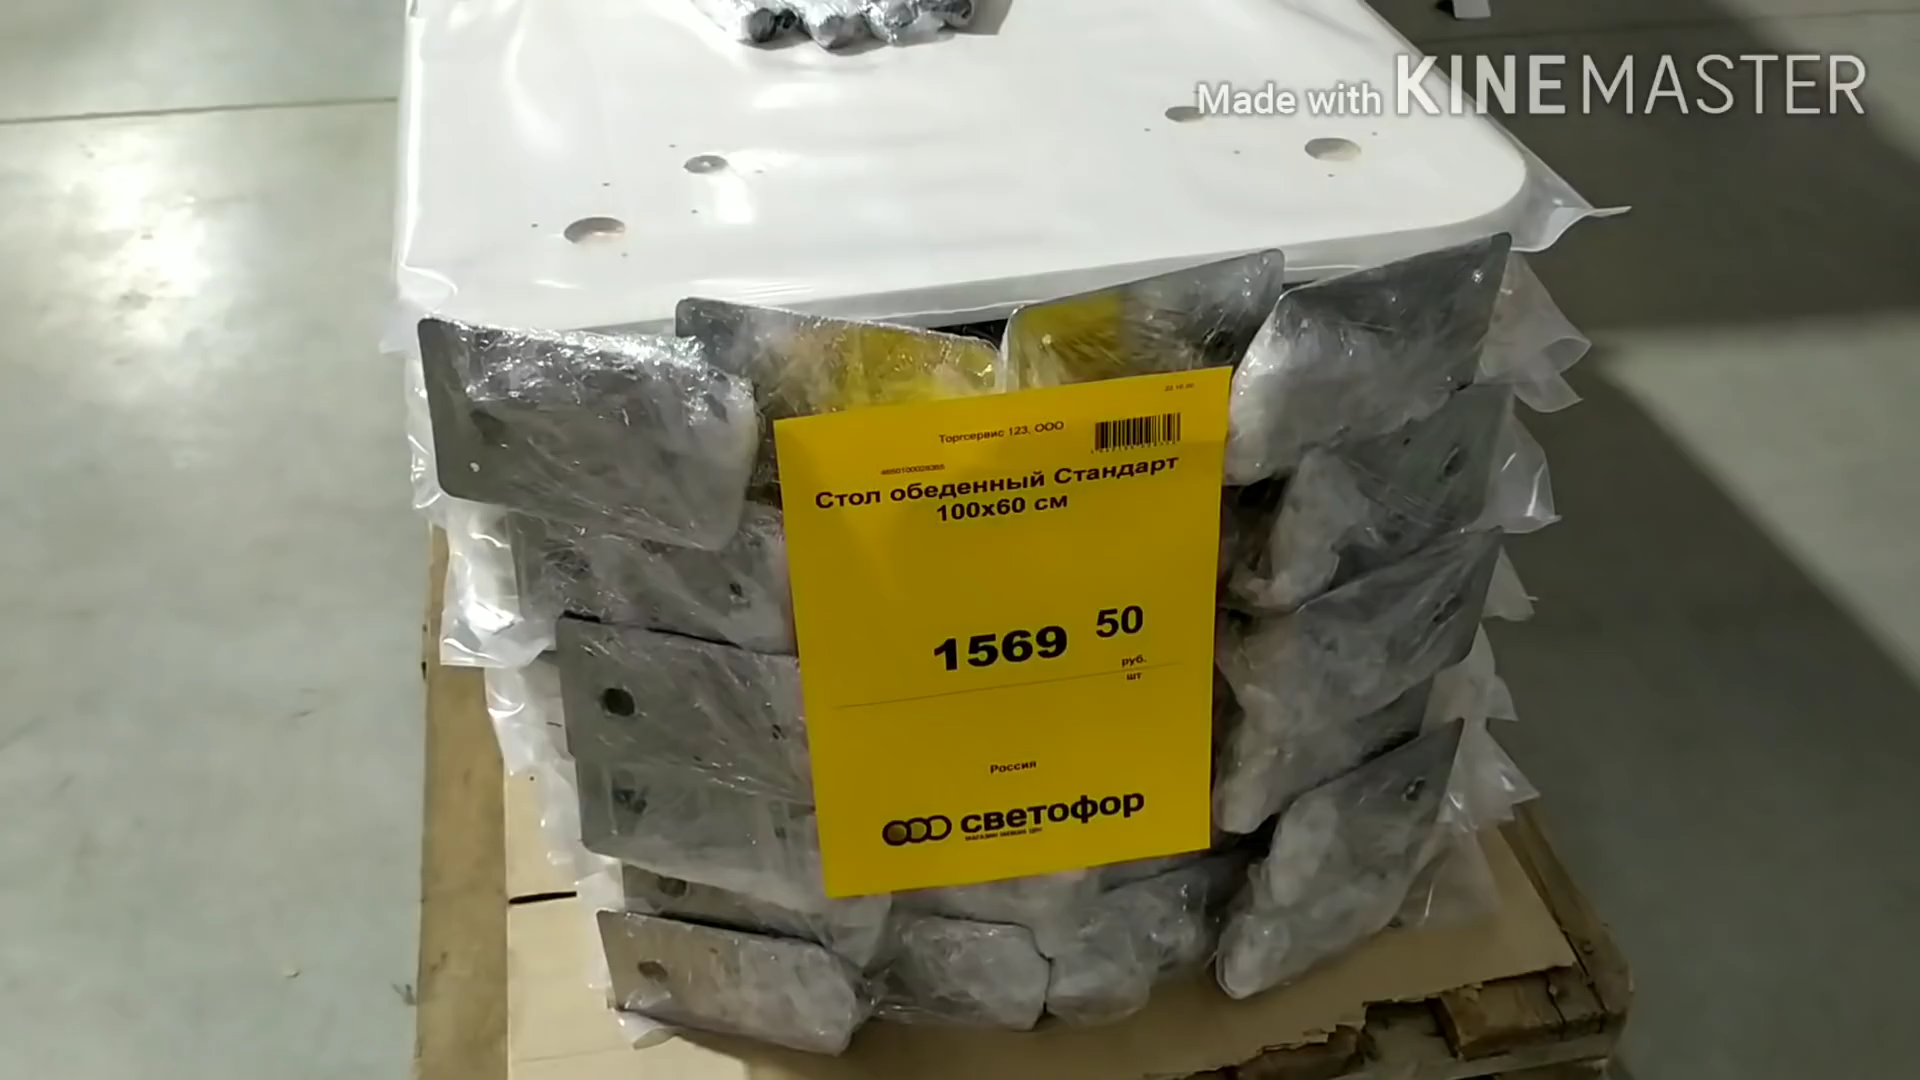 Made with KINEMASTER
Торгсервис 123, ООО
Стол обеденный Стандарт
100х60 см
1569 50
руб.
шт
Россия
светофор